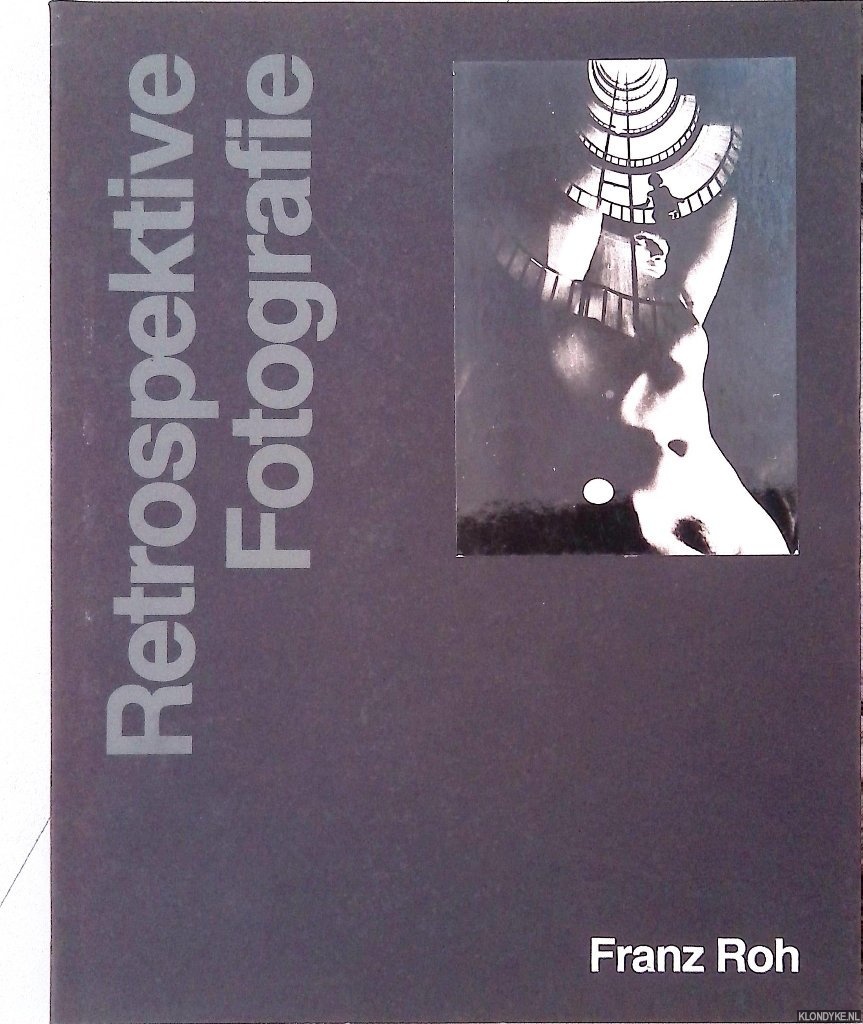 Retrospektive
Fotografie
Franz Roh
KLONDYKE.NL